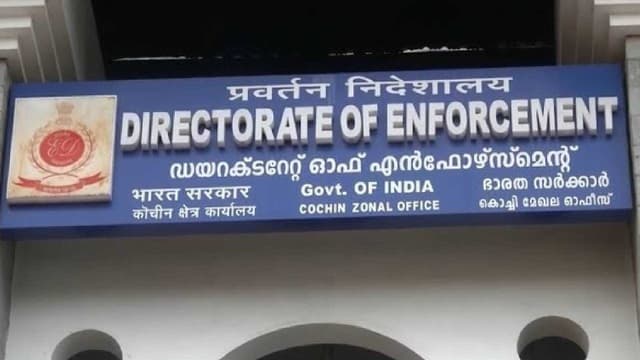 प्रवर्तन निदेशालय
DIRECTORATE OF ENFORCEMENT
ഡയറക്ടറേറ്റ് ഓഫ് എൻഫോഴ്സ്മെന്റ്
भारत सरकार Govt. OF INDIA ഭാരത സർക്കാർ
कोचीन क्षेत्र कार्यालय COCHIN ZONAL OFFICE കൊച്ചി മേഖല ഓഫീസ്
ED